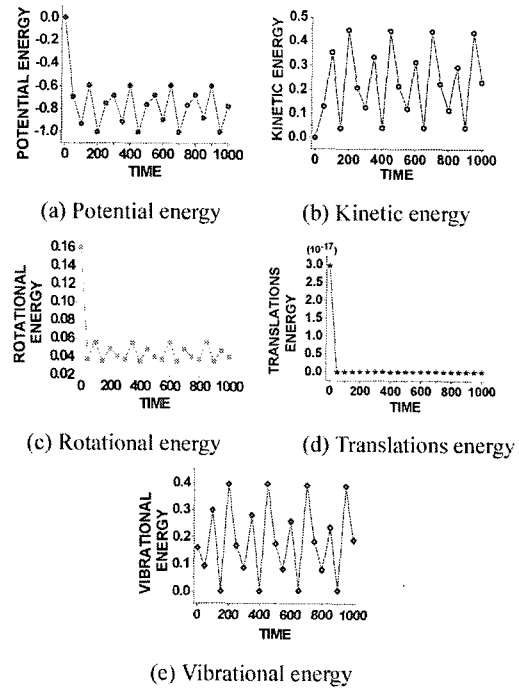 POTENTIAL ENERGY
0.0
-0.2
-0.4
-0.6
-0.8
-1.0
0 200 400 600 800 1000
TIME
(a) Potential energy
KINETIC ENERGY
0.5
0.4
0.3
0.2
0.1
0.0
0 200 400 600 800 1000
TIME
(b) Kinetic energy
ROTATIONAL
ENERGY
0.16
0.14
0.12
0.10
0.08
0.06
0.04
0.02
0 200 400 600 800 1000
TIME
(c) Rotational energy
TRANSLATIONS
ENERGY
(10⁻¹⁷)
3.0
2.5
2.0
1.5
1.0
0.5
0.0
0 200 400 600 800 1000
TIME
(d) Translations energy
VIBRATIONAL
ENERGY
0.4
0.3
0.2
0.1
0.0
0 200 400 600 800 1000
TIME
(e) Vibrational energy